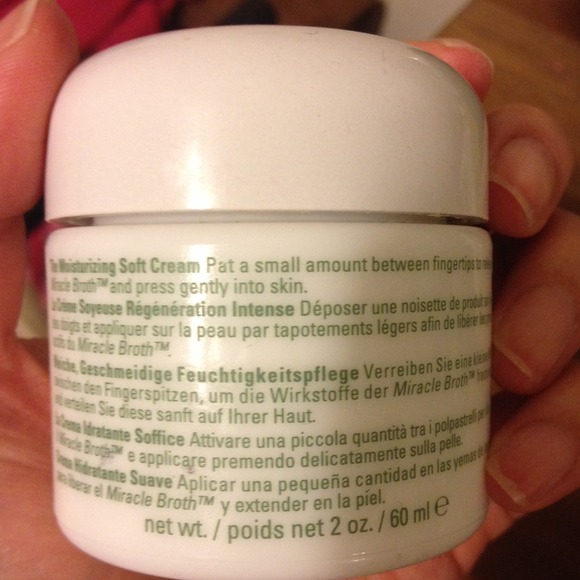 The Moisturizing Soft Cream Pat a small amount between fingertips to
Miracle Broth™ and press gently into skin.
La Crème Soyeuse Régénération Intense Déposer une noisette de produit sur
les doigts et appliquer sur la peau par tapotements légers afin de libérer les
actifs du Miracle Broth™.
Weiche, Geschmeidige Feuchtigkeitspflege Verreiben Sie eine kleine
zwischen den Fingerspitzen, um die Wirkstoffe der Miracle Broth™
und verteilen Sie diese sanft auf Ihrer Haut.
La Crema Idratante Soffice Attivare una piccola quantità tra i polpastrelli
il Miracle Broth™ e applicare premendo delicatamente sulla pelle.
Crema Hidratante Suave Aplicar una pequeña cantidad en las yemas de
para liberar el Miracle Broth™ y extender en la piel.
net wt. / poids net 2 oz. / 60 ml ℮